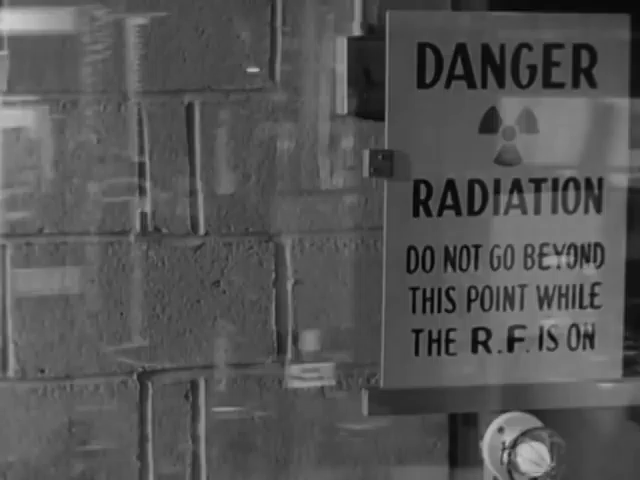 DANGER
RADIATION
DO NOT GO BEYOND
THIS POINT WHILE
THE R.F. IS ON